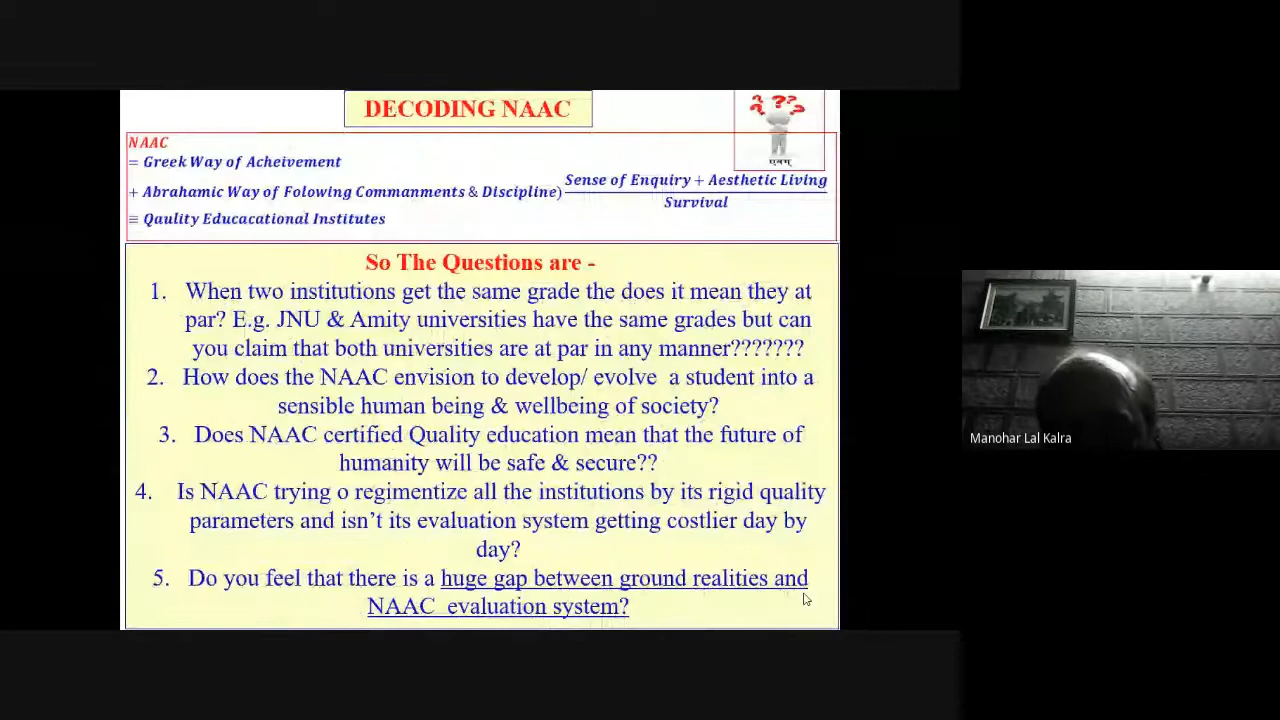 DECODING NAAC
? ? ? ?
एवम्
NAAC
= Greek Way of Acheivement
+ Abrahamic Way of Folowing Commanments & Discipline) Sense of Enquiry + Aesthetic Living
Survival
≡ Qaulity Educacational Institutes
So The Questions are -
1. When two institutions get the same grade the does it mean they at
par? E.g. JNU & Amity universities have the same grades but can
you claim that both universities are at par in any manner???????
2. How does the NAAC envision to develop/ evolve a student into a
sensible human being & wellbeing of society?
3. Does NAAC certified Quality education mean that the future of
humanity will be safe & secure??
4. Is NAAC trying o regimentize all the institutions by its rigid quality
parameters and isn't its evaluation system getting costlier day by
day?
5. Do you feel that there is a huge gap between ground realities and
NAAC evaluation system?
Manohar Lal Kalra